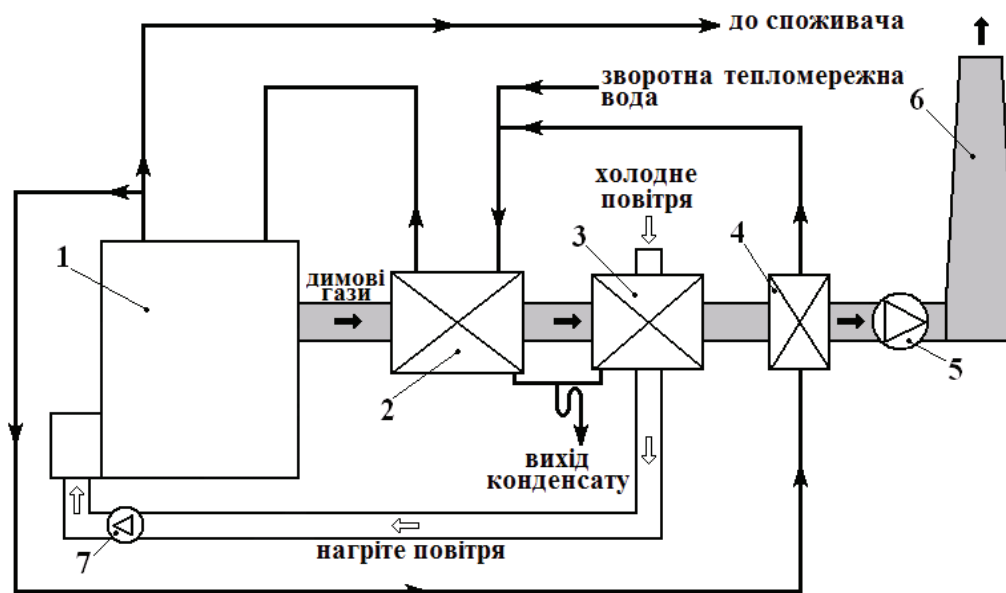 до споживача
зворотна тепломережна
вода
6
холодне
повітря
1
3
4
димові
гази
2
5
вихід
конденсату
7
нагріте повітря